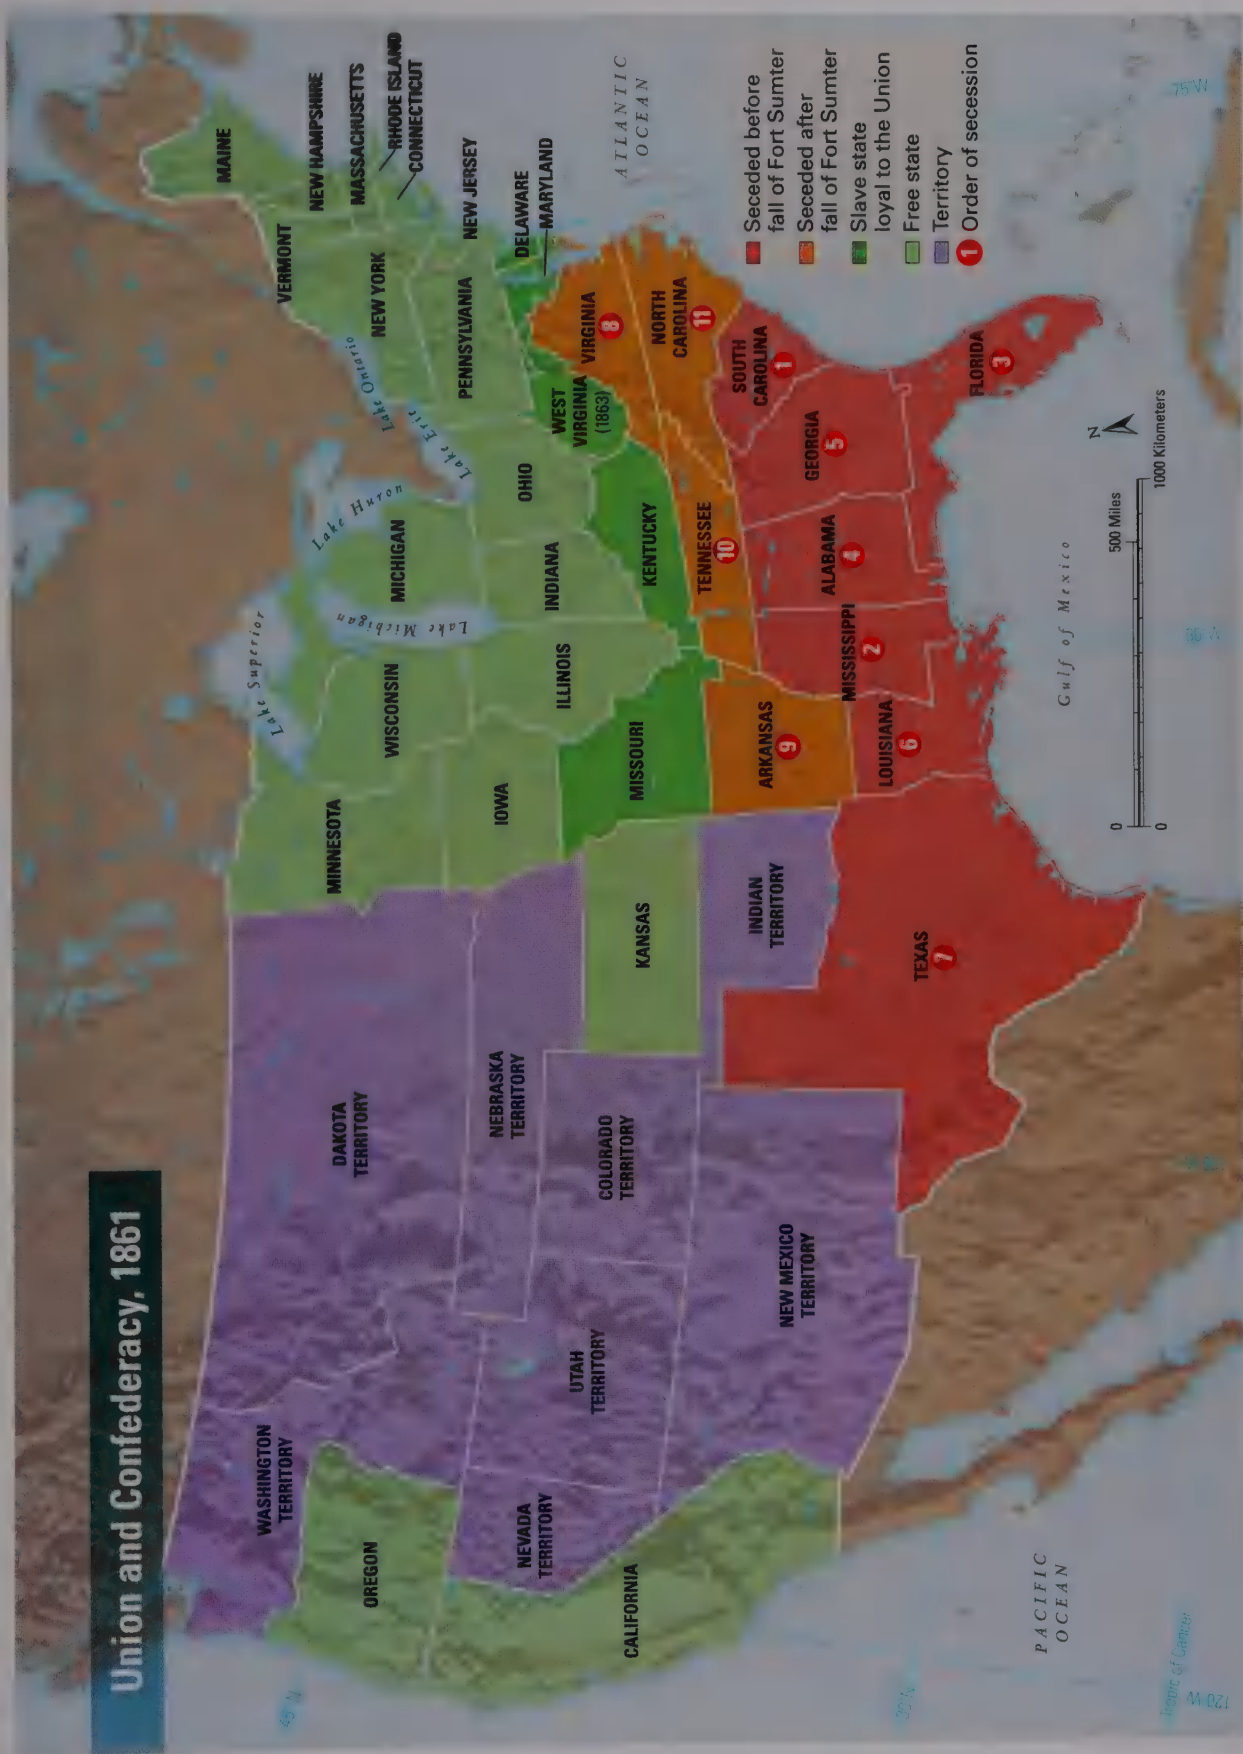 Union and Confederacy, 1861
WASHINGTON
TERRITORY
OREGON
CALIFORNIA
NEVADA
TERRITORY
UTAH
TERRITORY
DAKOTA
TERRITORY
NEBRASKA
TERRITORY
COLORADO
TERRITORY
NEW MEXICO
TERRITORY
KANSAS
INDIAN
TERRITORY
TEXAS
7
MINNESOTA
IOWA
MISSOURI
ARKANSAS
9
LOUISIANA
6
WISCONSIN
ILLINOIS
MICHIGAN
INDIANA
OHIO
KENTUCKY
TENNESSEE
10
MISSISSIPPI
2
ALABAMA
4
GEORGIA
5
FLORIDA
3
SOUTH
CAROLINA
1
NORTH
CAROLINA
11
VIRGINIA
8
WEST
VIRGINIA
(1863)
PENNSYLVANIA
NEW YORK
VERMONT
MAINE
NEW HAMPSHIRE
MASSACHUSETTS
RHODE ISLAND
CONNECTICUT
NEW JERSEY
DELAWARE
MARYLAND
Lake Superior
Lake Michigan
Lake Huron
Lake Erie
Lake Ontario
ATLANTIC
OCEAN
PACIFIC
OCEAN
Gulf of Mexico
Seceded before
fall of Fort Sumter
Seceded after
fall of Fort Sumter
Slave state
loyal to the Union
Free state
Territory
1 Order of secession
N
0 500 Miles
0 1000 Kilometers
Tropic of Cancer
120°W
75°W